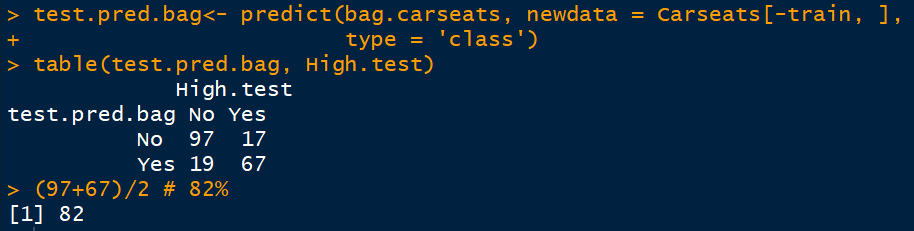 > test.pred.bag<- predict(bag.carseats, newdata = Carseats[-train, ],
+                         type = 'class')
> table(test.pred.bag, High.test)
             High.test
test.pred.bag No Yes
          No  97  17
          Yes 19  67
> (97+67)/2 # 82%
[1] 82